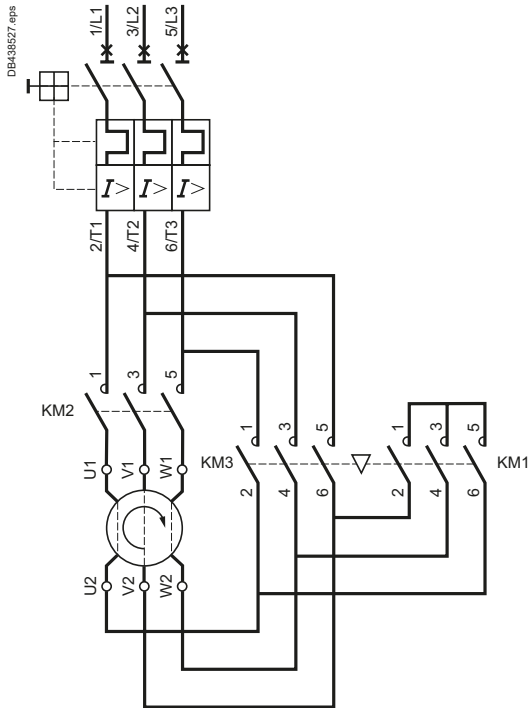 DB438527.eps
1/L1 3/L2 5/L3
I> I> I>
2/T1 4/T2 6/T3
1 3 5
KM2
U1 V1 W1
U2 V2 W2
1 3 5
KM3
2 4 6
1 3 5
KM1
2 4 6